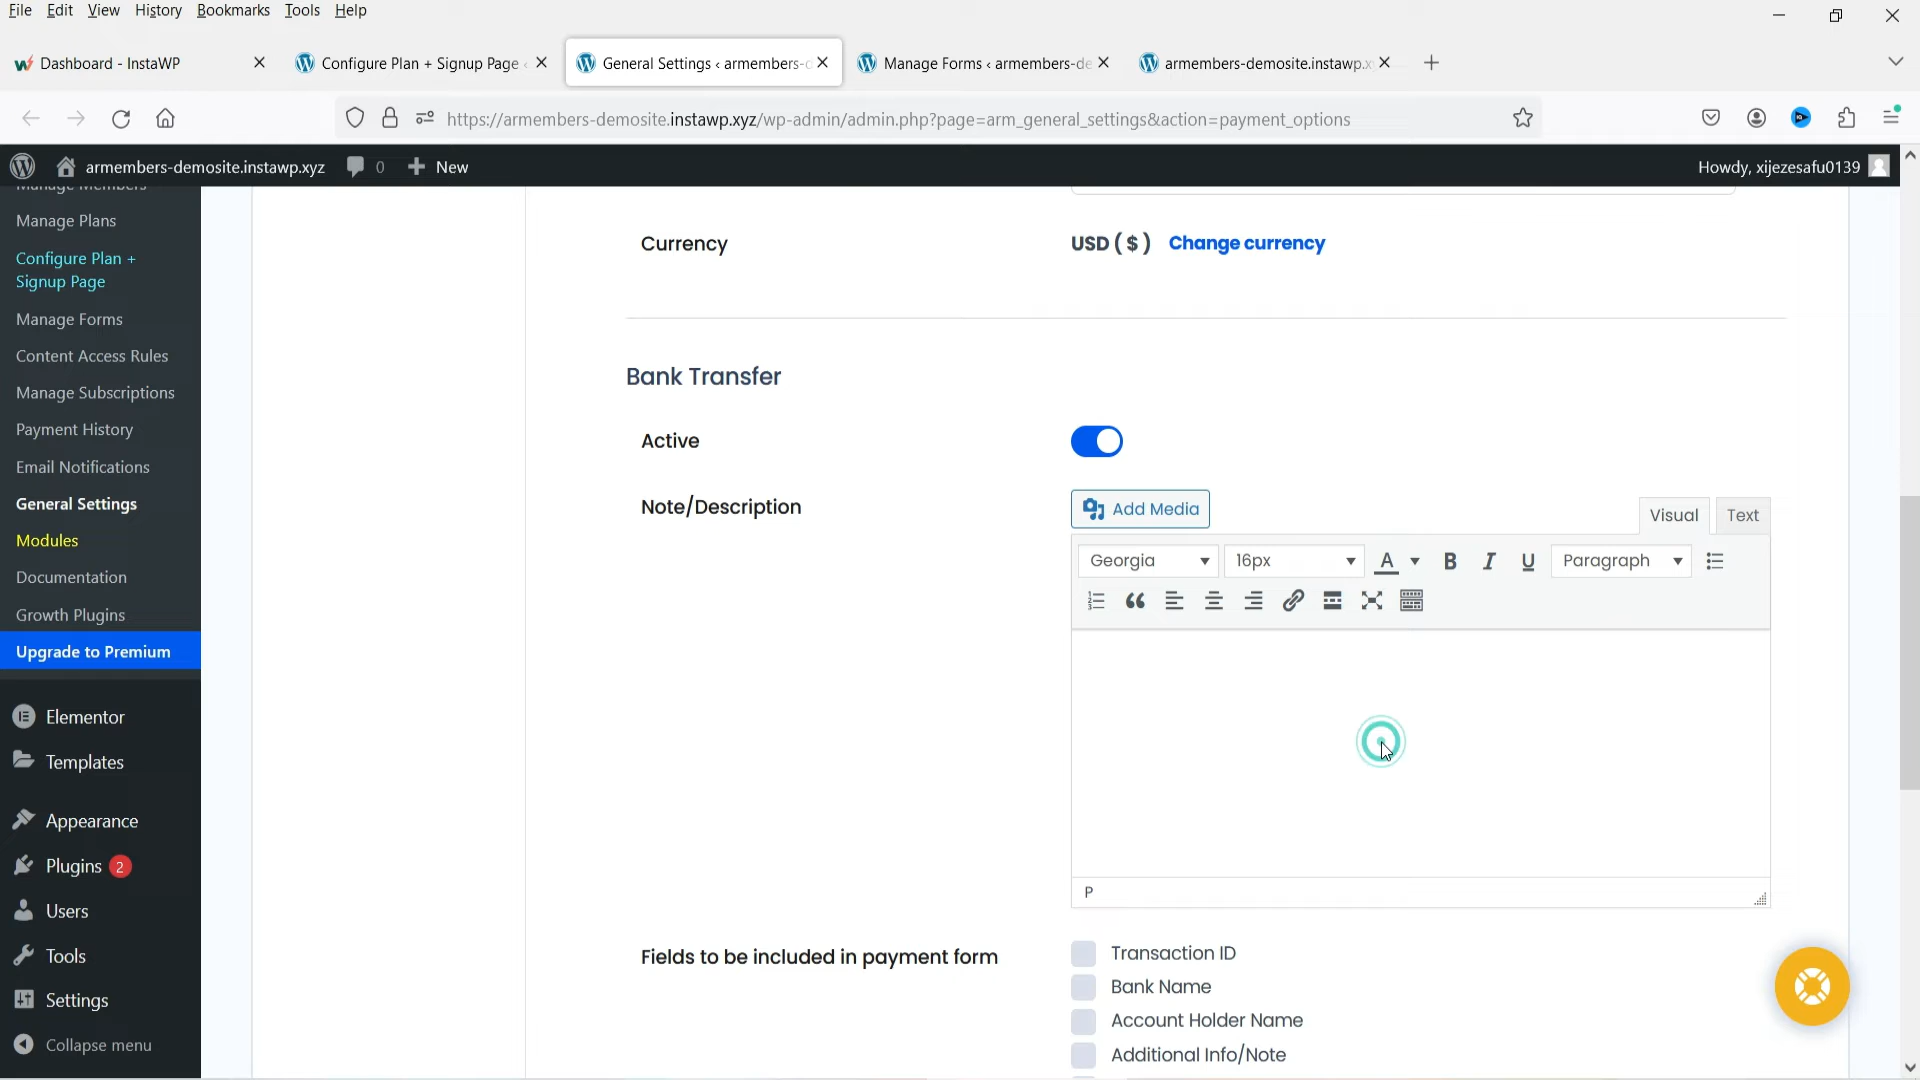 File Edit View History Bookmarks Tools Help
Dashboard - InstaWP
Configure Plan + Signup Page
General Settings ‹ armembers-d
Manage Forms ‹ armembers-de
armembers-demosite.instawp.x
https://armembers-demosite.instawp.xyz/wp-admin/admin.php?page=arm_general_settings&action=payment_options
armembers-demosite.instawp.xyz 0 New
Howdy, xijezesafu0139
Manage Members
Manage Plans
Configure Plan +
Signup Page
Manage Forms
Content Access Rules
Manage Subscriptions
Payment History
Email Notifications
General Settings
Modules
Documentation
Growth Plugins
Upgrade to Premium
Elementor
Templates
Appearance
Plugins 2
Users
Tools
Settings
Collapse menu
Currency
USD ( $ ) Change currency
Bank Transfer
Active
Note/Description
Add Media
Visual Text
Georgia 16px A B I U Paragraph
P
Fields to be included in payment form
Transaction ID
Bank Name
Account Holder Name
Additional Info/Note